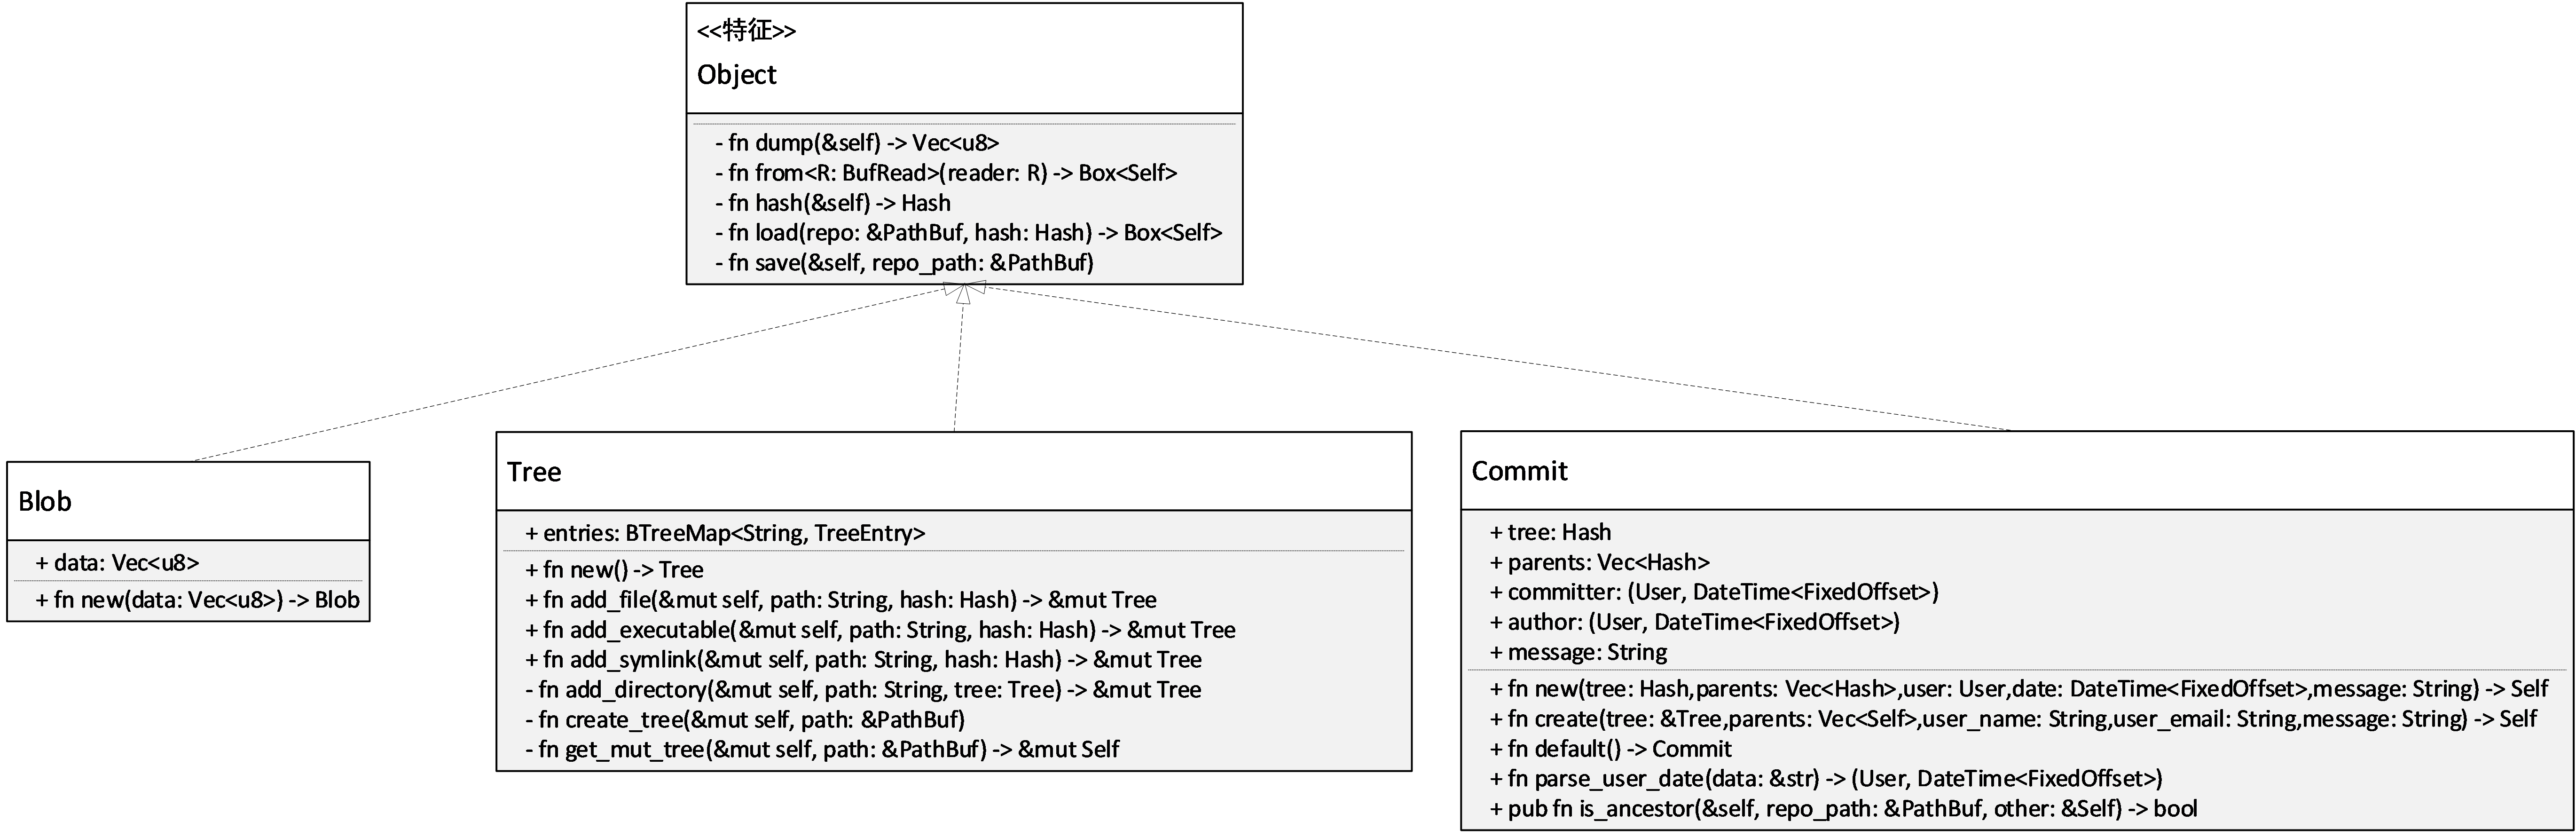 <<特征>>
Object
- fn dump(&self) -> Vec<u8>
- fn from<R: BufRead>(reader: R) -> Box<Self>
- fn hash(&self) -> Hash
- fn load(repo: &PathBuf, hash: Hash) -> Box<Self>
- fn save(&self, repo_path: &PathBuf)
Blob
+ data: Vec<u8>
+ fn new(data: Vec<u8>) -> Blob
Tree
+ entries: BTreeMap<String, TreeEntry>
+ fn new() -> Tree
+ fn add_file(&mut self, path: String, hash: Hash) -> &mut Tree
+ fn add_executable(&mut self, path: String, hash: Hash) -> &mut Tree
+ fn add_symlink(&mut self, path: String, hash: Hash) -> &mut Tree
- fn add_directory(&mut self, path: String, tree: Tree) -> &mut Tree
- fn create_tree(&mut self, path: &PathBuf)
- fn get_mut_tree(&mut self, path: &PathBuf) -> &mut Self
Commit
+ tree: Hash
+ parents: Vec<Hash>
+ committer: (User, DateTime<FixedOffset>)
+ author: (User, DateTime<FixedOffset>)
+ message: String
+ fn new(tree: Hash,parents: Vec<Hash>,user: User,date: DateTime<FixedOffset>,message: String) -> Self
+ fn create(tree: &Tree,parents: Vec<Self>,user_name: String,user_email: String,message: String) -> Self
+ fn default() -> Commit
+ fn parse_user_date(data: &str) -> (User, DateTime<FixedOffset>)
+ pub fn is_ancestor(&self, repo_path: &PathBuf, other: &Self) -> bool